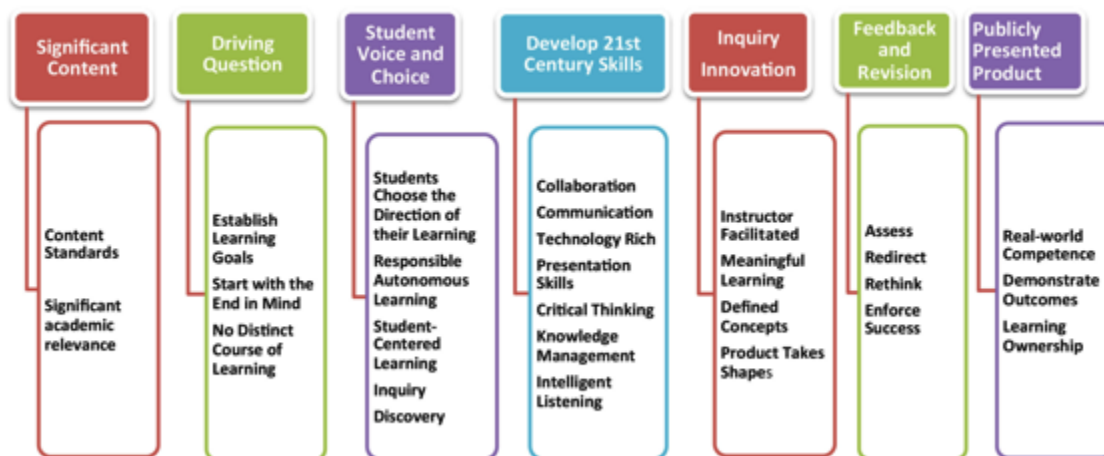 Significant
Content
Content
Standards
Significant
academic
relevance
Driving
Question
Establish
Learning
Goals
Start with the
End in Mind
No Distinct
Course of
Learning
Student
Voice and
Choice
Students
Choose the
Direction of
their Learning
Responsible
Autonomous
Learning
Student-
Centered
Learning
Inquiry
Discovery
Develop 21st
Century Skills
Collaboration
Communication
Technology Rich
Presentation
Skills
Critical Thinking
Knowledge
Management
Intelligent
Listening
Inquiry
Innovation
Instructor
Facilitated
Meaningful
Learning
Defined
Concepts
Product Takes
Shapes
Feedback
and
Revision
Assess
Redirect
Rethink
Enforce
Success
Publicly
Presented
Product
Real-world
Competence
Demonstrate
Outcomes
Learning
Ownership